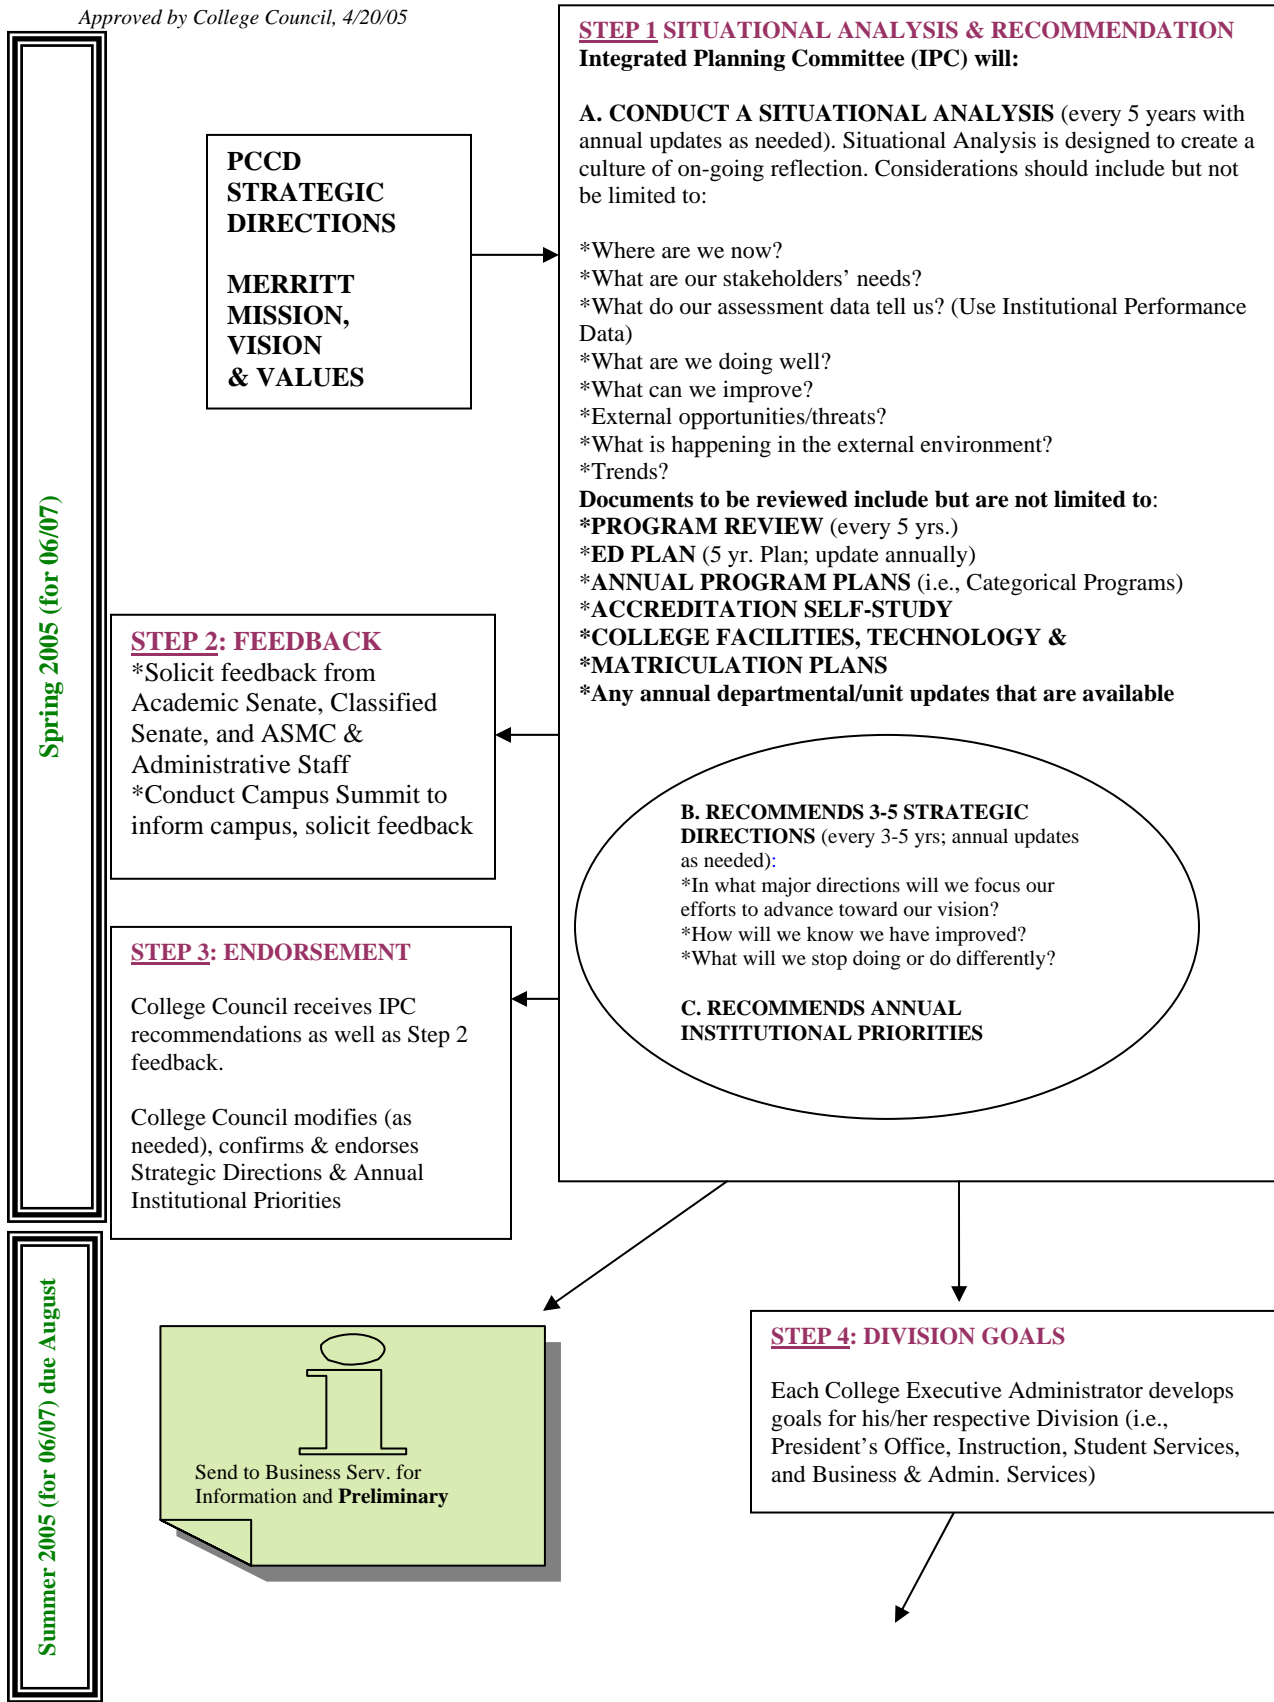 Approved by College Council, 4/20/05
STEP 1 SITUATIONAL ANALYSIS & RECOMMENDATION
Integrated Planning Committee (IPC) will:
A. CONDUCT A SITUATIONAL ANALYSIS (every 5 years with
annual updates as needed). Situational Analysis is designed to create a
culture of on-going reflection. Considerations should include but not
be limited to:
*Where are we now?
*What are our stakeholders’ needs?
*What do our assessment data tell us? (Use Institutional Performance
Data)
*What are we doing well?
*What can we improve?
*External opportunities/threats?
*What is happening in the external environment?
*Trends?
Documents to be reviewed include but are not limited to:
*PROGRAM REVIEW (every 5 yrs.)
*ED PLAN (5 yr. Plan; update annually)
*ANNUAL PROGRAM PLANS (i.e., Categorical Programs)
*ACCREDITATION SELF-STUDY
*COLLEGE FACILITIES, TECHNOLOGY &
*MATRICULATION PLANS
*Any annual departmental/unit updates that are available
B. RECOMMENDS 3-5 STRATEGIC
DIRECTIONS (every 3-5 yrs; annual updates
as needed):
*In what major directions will we focus our
efforts to advance toward our vision?
*How will we know we have improved?
*What will we stop doing or do differently?
C. RECOMMENDS ANNUAL
INSTITUTIONAL PRIORITIES
PCCD
STRATEGIC
DIRECTIONS
MERRITT
MISSION,
VISION
& VALUES
Spring 2005 (for 06/07)
STEP 2: FEEDBACK
*Solicit feedback from
Academic Senate, Classified
Senate, and ASMC &
Administrative Staff
*Conduct Campus Summit to
inform campus, solicit feedback
STEP 3: ENDORSEMENT
College Council receives IPC
recommendations as well as Step 2
feedback.
College Council modifies (as
needed), confirms & endorses
Strategic Directions & Annual
Institutional Priorities
Summer 2005 (for 06/07) due August
i
Send to Business Serv. for
Information and Preliminary
STEP 4: DIVISION GOALS
Each College Executive Administrator develops
goals for his/her respective Division (i.e.,
President’s Office, Instruction, Student Services,
and Business & Admin. Services)